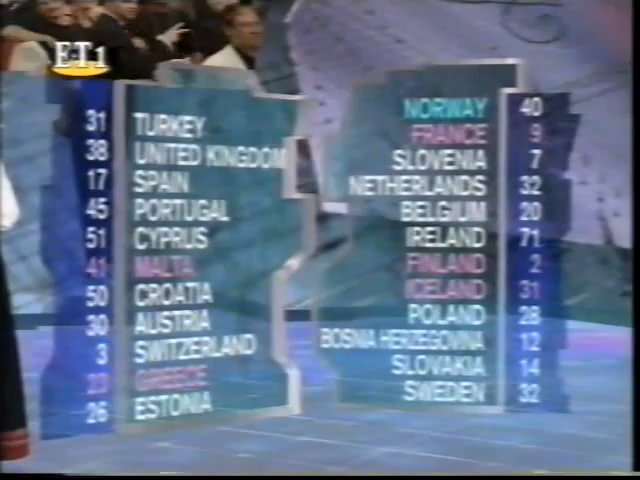 ET1
31 TURKEY
38 UNITED KINGDOM
17 SPAIN
45 PORTUGAL
51 CYPRUS
41 MALTA
50 CROATIA
30 AUSTRIA
3 SWITZERLAND
23 GREECE
26 ESTONIA
NORWAY 40
FRANCE 9
SLOVENIA 7
NETHERLANDS 32
BELGIUM 20
IRELAND 71
FINLAND 2
ICELAND 31
POLAND 28
BOSNIA HERZEGOVINA 12
SLOVAKIA 14
SWEDEN 32